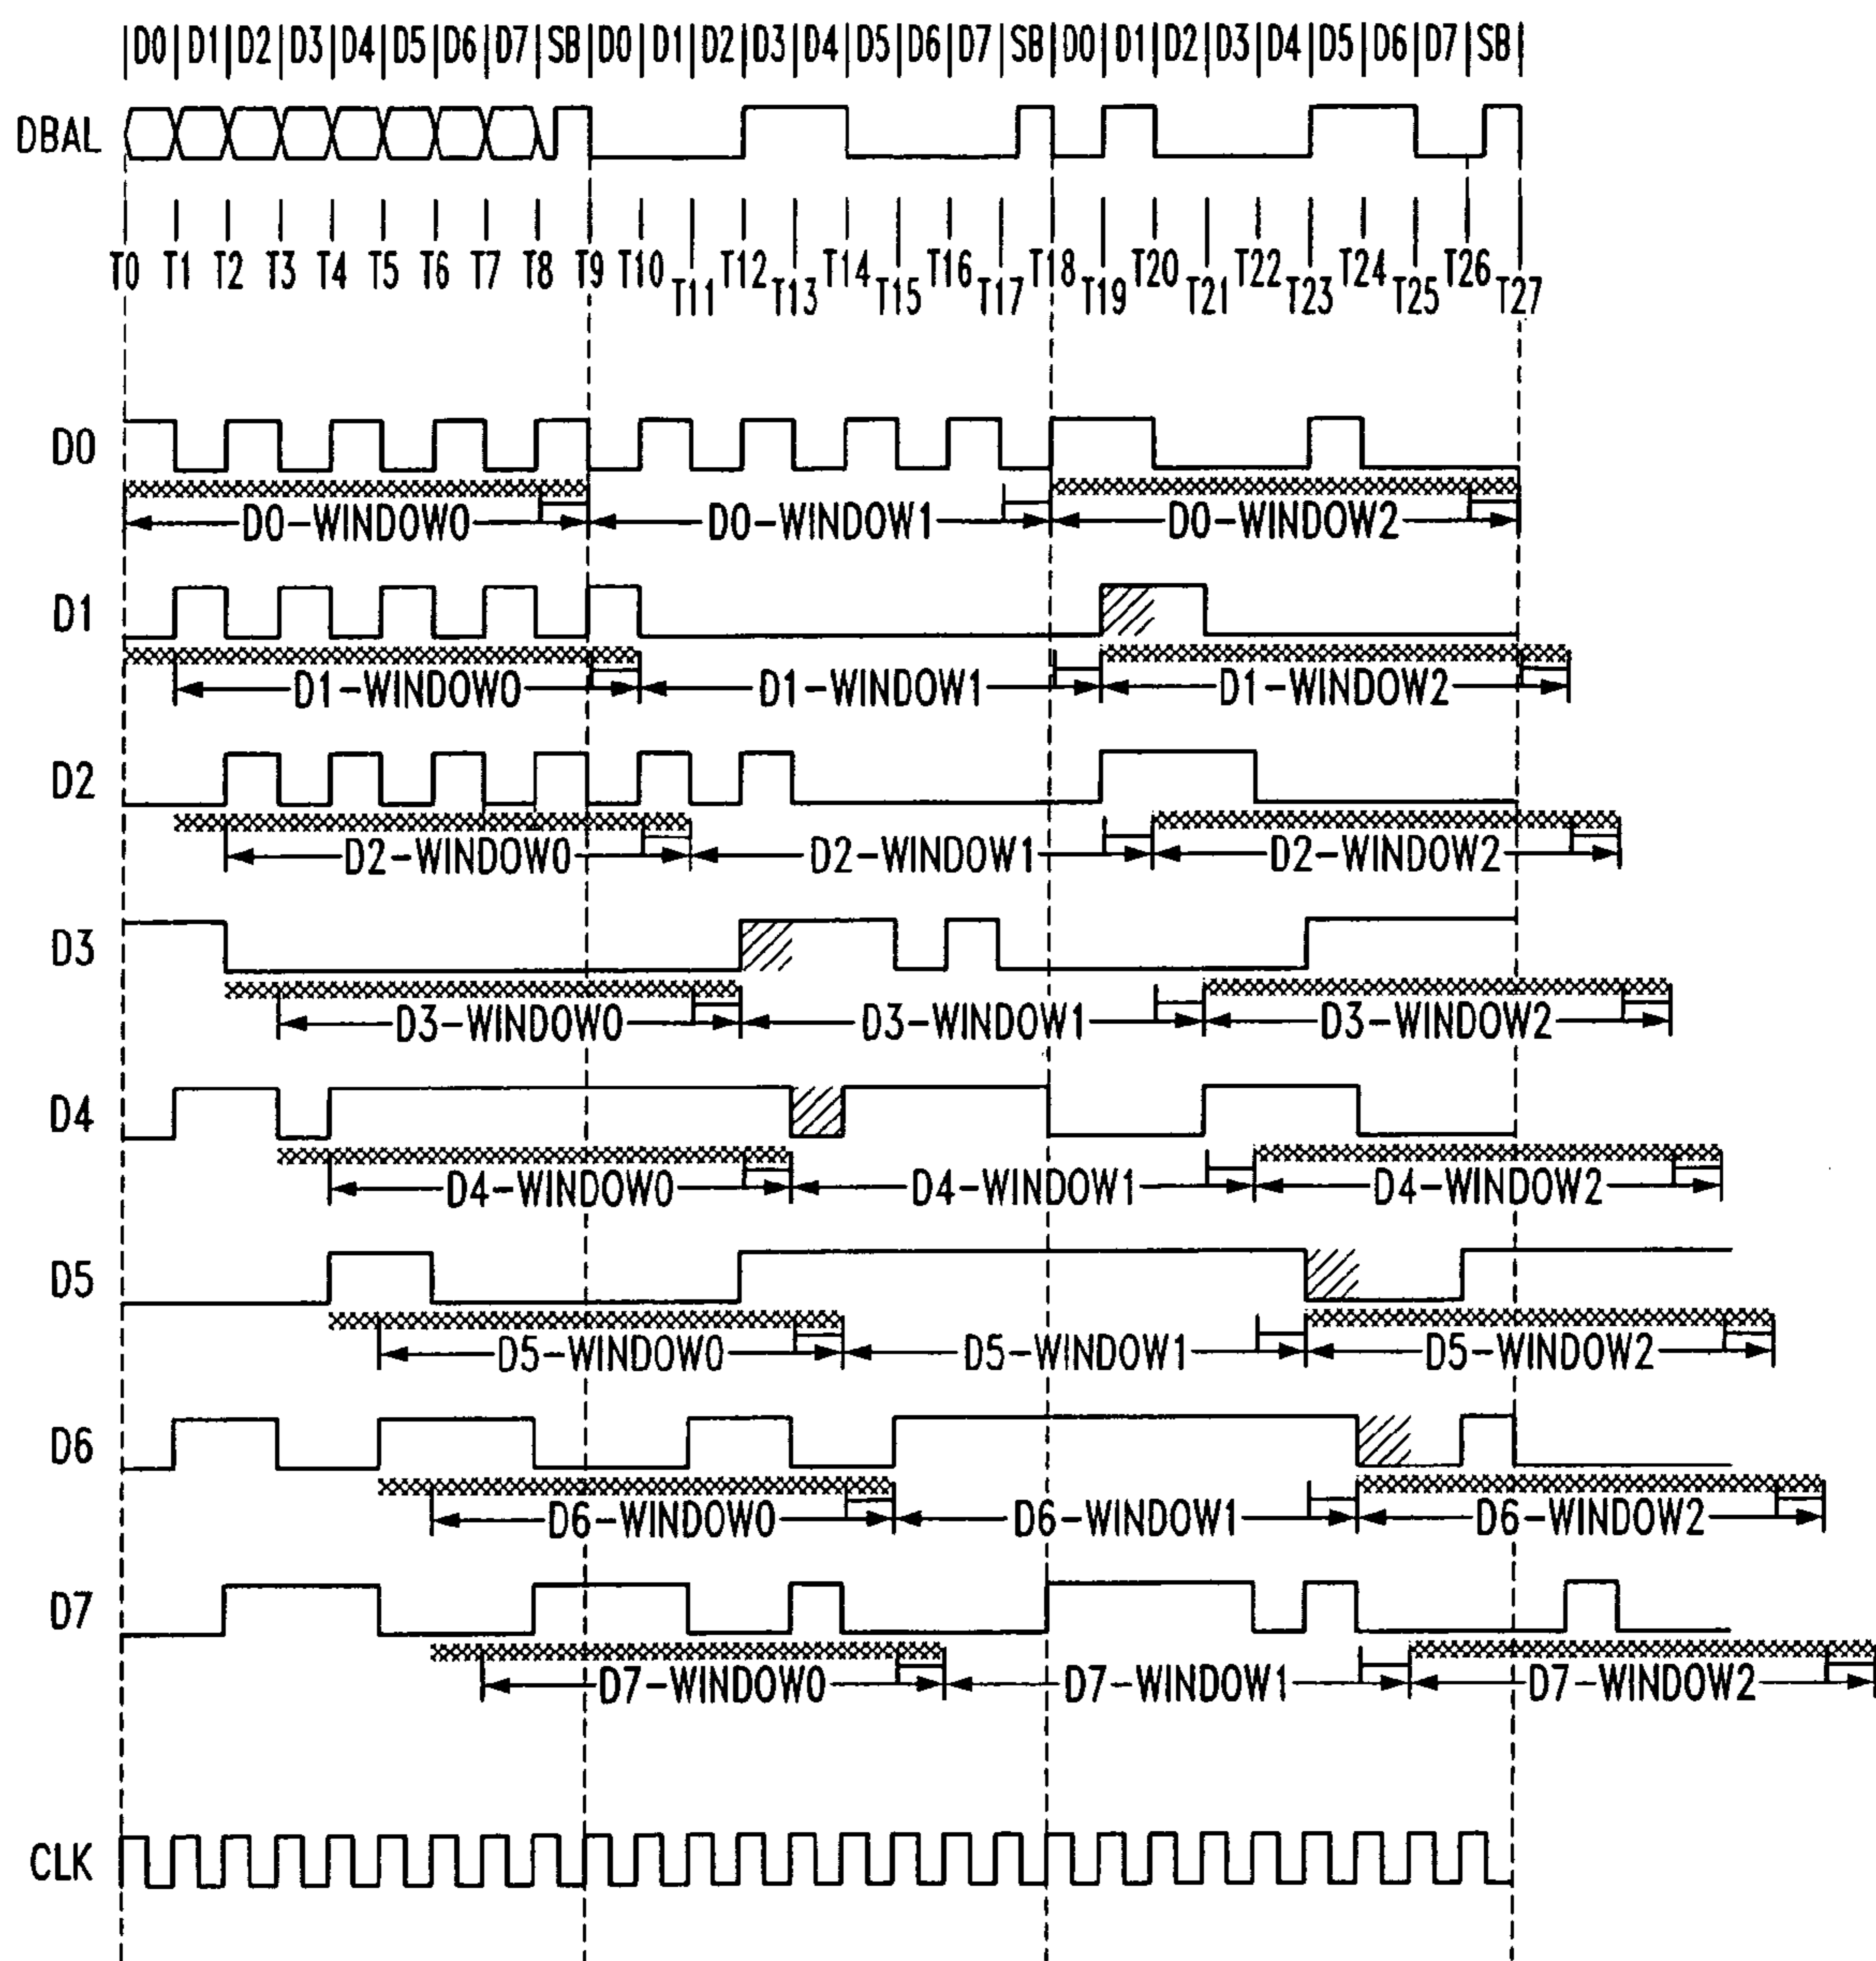 |D0|D1|D2|D3|D4|D5|D6|D7|SB|D0|D1|D2|D3|D4|D5|D6|D7|SB|D0|D1|D2|D3|D4|D5|D6|D7|SB|
DBAL
T0 T1 T2 T3 T4 T5 T6 T7 T8 T9 T10 T11 T12 T13 T14 T15 T16 T17 T18 T19 T20 T21 T22 T23 T24 T25 T26 T27
D0
D0-WINDOW0 D0-WINDOW1 D0-WINDOW2
D1
D1-WINDOW0 D1-WINDOW1 D1-WINDOW2
D2
D2-WINDOW0 D2-WINDOW1 D2-WINDOW2
D3
D3-WINDOW0 D3-WINDOW1 D3-WINDOW2
D4
D4-WINDOW0 D4-WINDOW1 D4-WINDOW2
D5
D5-WINDOW0 D5-WINDOW1 D5-WINDOW2
D6
D6-WINDOW0 D6-WINDOW1 D6-WINDOW2
D7
D7-WINDOW0 D7-WINDOW1 D7-WINDOW2
CLK